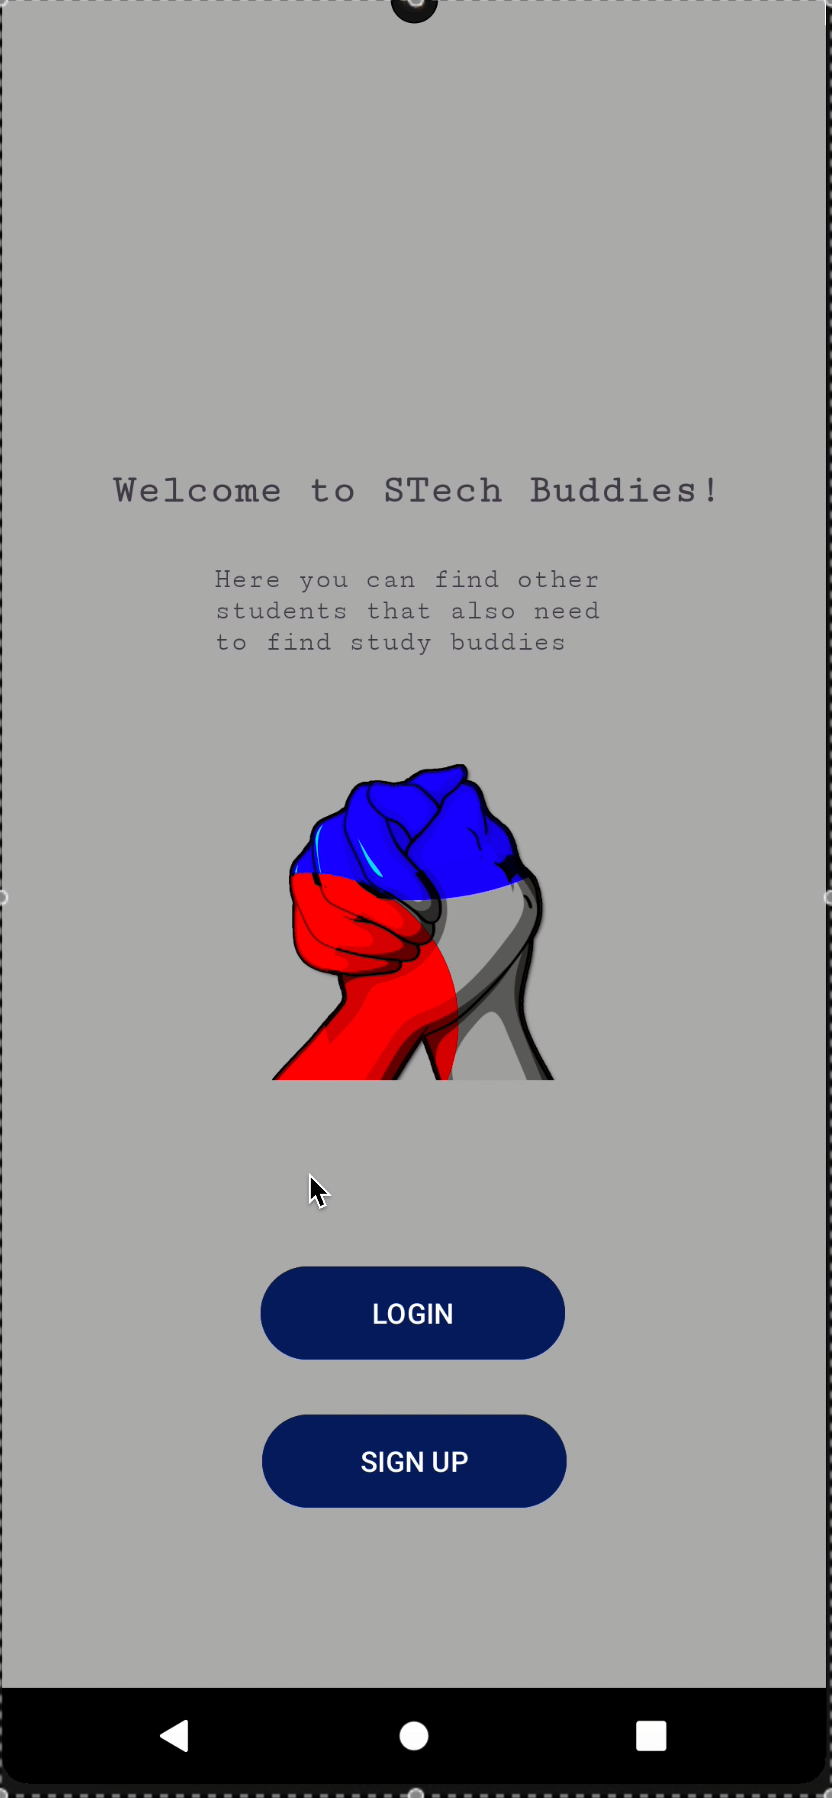 Welcome to STech Buddies!
Here you can find other
students that also need
to find study buddies
LOGIN
SIGN UP